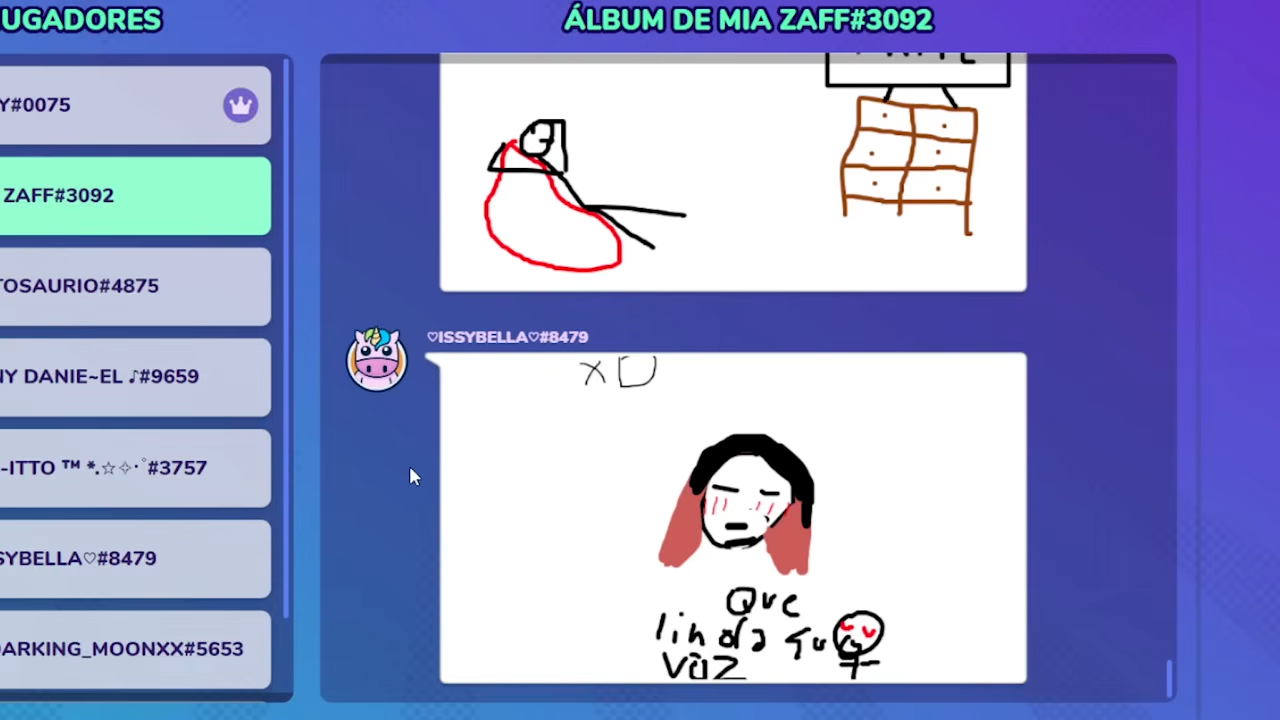 UGADORES
ÁLBUM DE MIA ZAFF#3092
Y#0075
ZAFF#3092
TOSAURIO#4875
NY DANIE~EL ♪#9659
-ITTO ™ *.☆✧·˚#3757
SYBELLA♡#8479
DARKING_MOONXX#5653
♡ISSYBELLA♡#8479
XD
Que
linda tu
voz